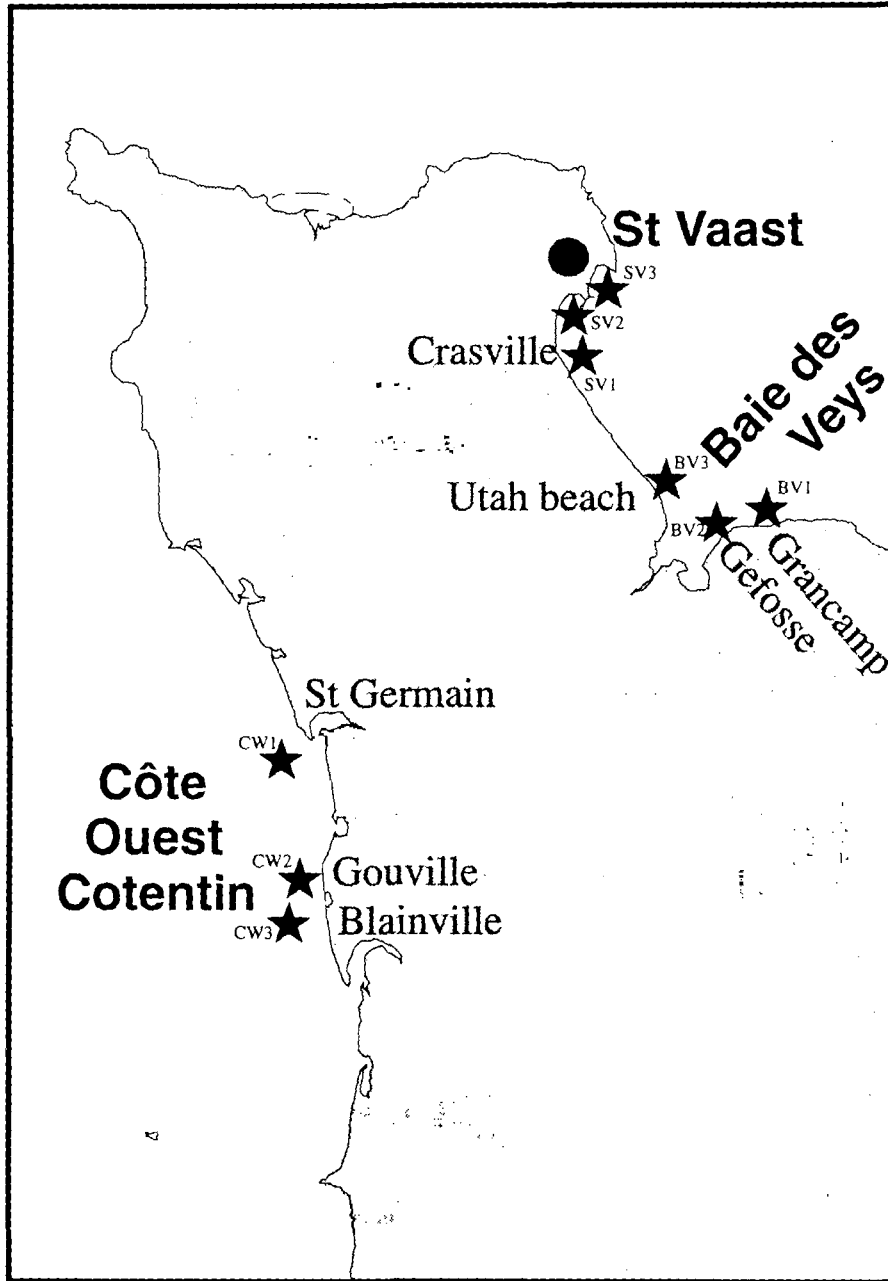 St Vaast
SV3
SV2
Crasville
SV1
Baie des
Veys
BV3
Utah beach
BV1
BV2
Gefosse
Grancamp
St Germain
CW1
Côte
Ouest
Cotentin
CW2
Gouville
CW3
Blainville